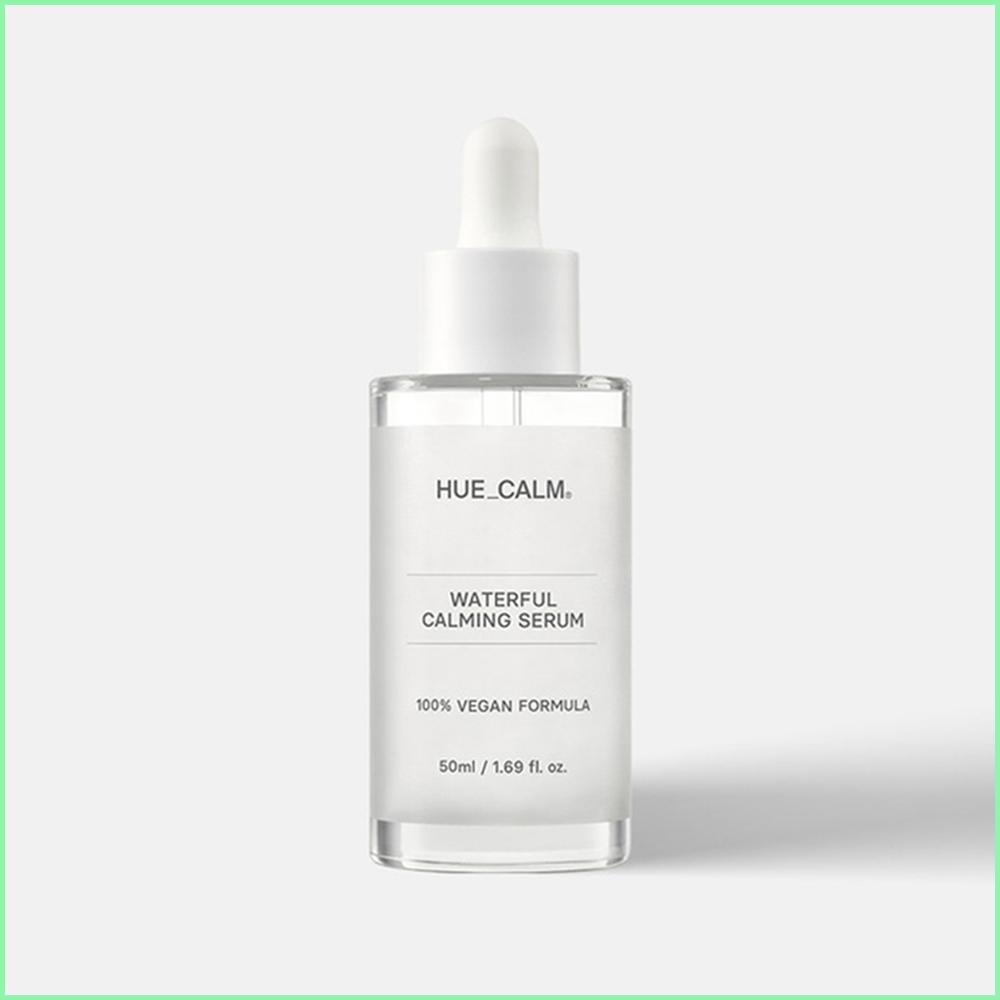 HUE_CALM®
WATERFUL
CALMING SERUM
100% VEGAN FORMULA
50ml / 1.69 fl. oz.